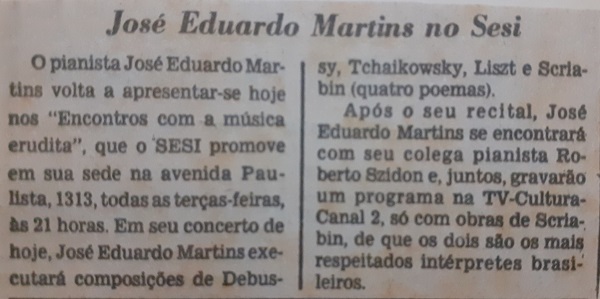 José Eduardo Martins no Sesi
O pianista José Eduardo Mar-
tins volta a apresentar-se hoje
nos "Encontros com a música
erudita", que o SESI promove
em sua sede na avenida Pau-
lista, 1313, todas as terças-feiras,
às 21 horas. Em seu concerto de
hoje, José Eduardo Martins exe-
cutará composições de Debus-
sy, Tchaikowsky, Liszt e Scria-
bin (quatro poemas).
Após o seu recital, José
Eduardo Martins se encontrará
com seu colega pianista Ro-
berto Szidon e, juntos, gravarão
um programa na TV-Cultura-
Canal 2, só com obras de Scria-
bin, de que os dois são os mais
respeitados intérpretes brasi-
leiros.